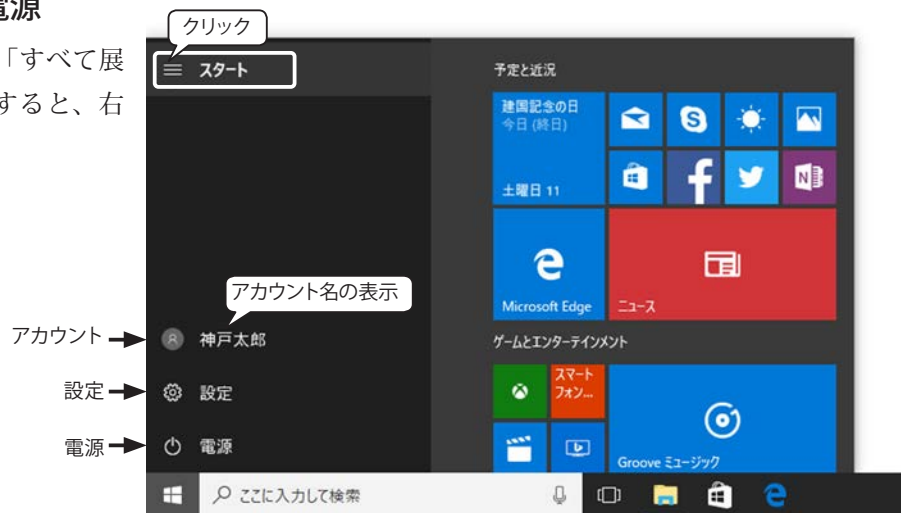 電源
クリック
「すべて展
すると、右
スタート
予定と近況
建国記念の日
今日 (終日)
土曜日 11
Microsoft Edge
ニュース
アカウント名の表示
アカウント
神戸太郎
ゲームとエンターテインメント
設定
設定
スマート
フォン...
電源
電源
Groove ミュージック
ここに入力して検索